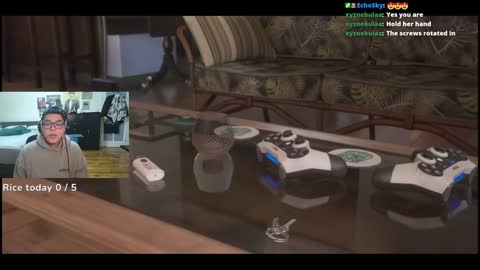 EchoSky:
xyznebulaa: Yes you are
xyznebulaa: Hold her hand
xyznebulaa: The screws rotated in
Rice today 0 / 5